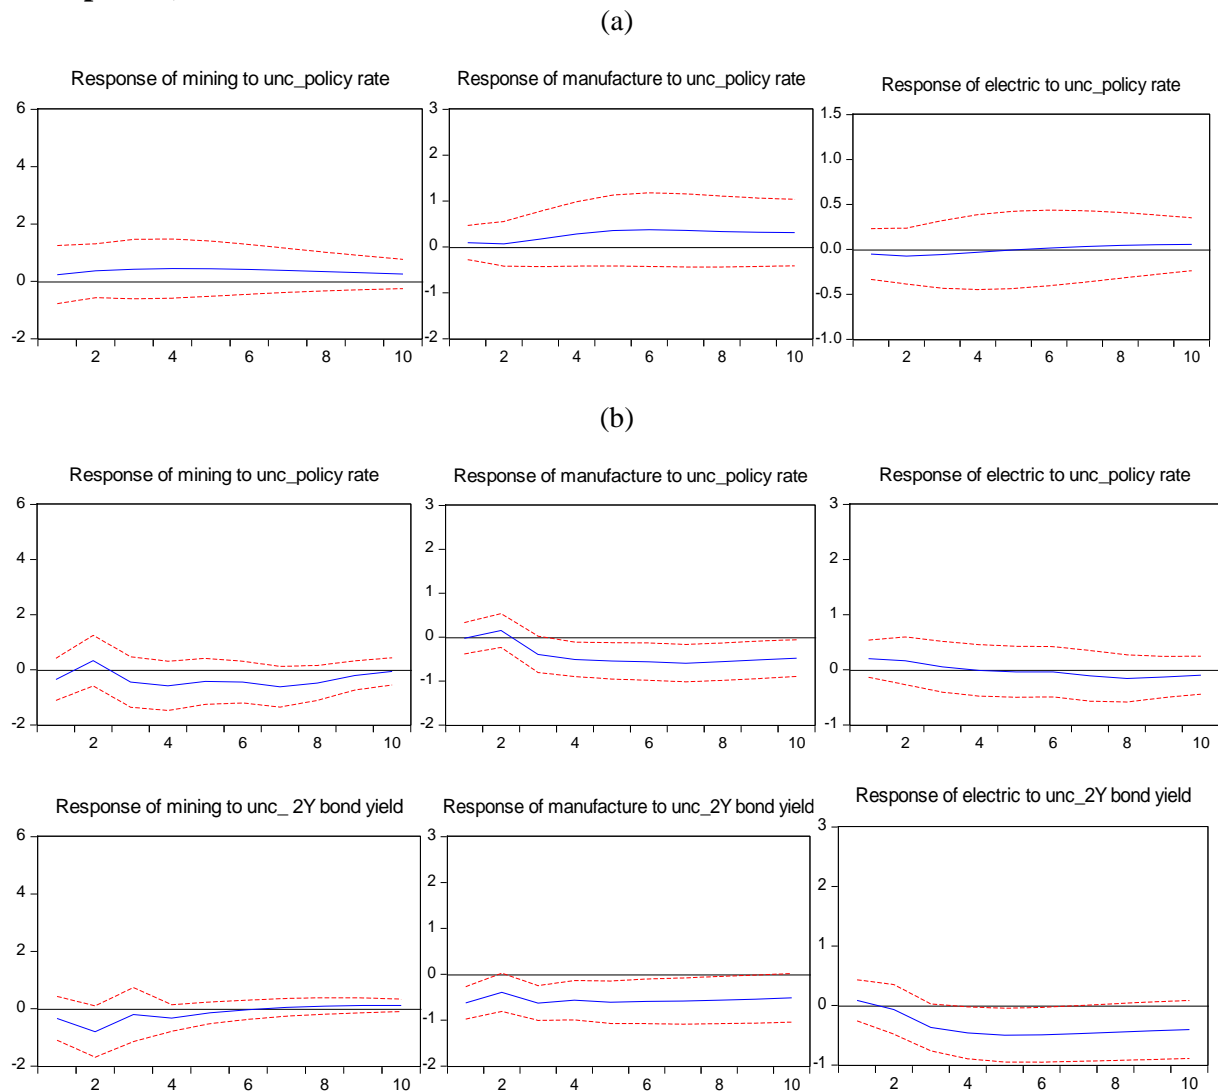 (a)
Response of mining to unc_policy rate
6
4
2
0
-2
2 4 6 8 10
Response of manufacture to unc_policy rate
3
2
1
0
-1
-2
2 4 6 8 10
Response of electric to unc_policy rate
1.5
1.0
0.5
0.0
-0.5
-1.0
2 4 6 8 10
(b)
Response of mining to unc_policy rate
6
4
2
0
-2
2 4 6 8 10
Response of manufacture to unc_policy rate
3
2
1
0
-1
-2
2 4 6 8 10
Response of electric to unc_policy rate
3
2
1
0
-1
2 4 6 8 10
Response of mining to unc_ 2Y bond yield
6
4
2
0
-2
2 4 6 8 10
Response of manufacture to unc_2Y bond yield
3
2
1
0
-1
-2
2 4 6 8 10
Response of electric to unc_2Y bond yield
3
2
1
0
-1
2 4 6 8 10